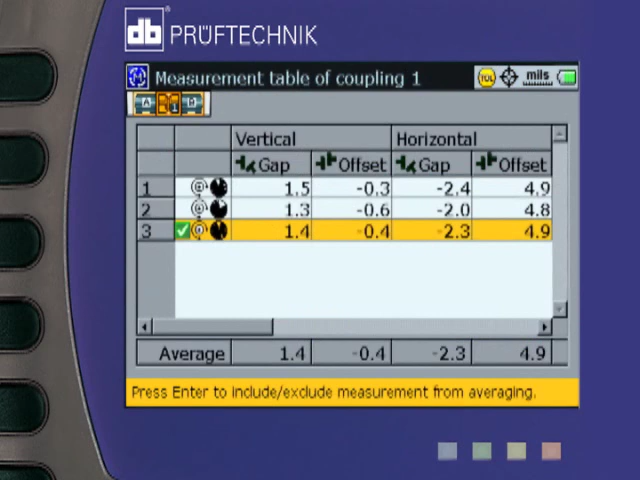 db PRÜFTECHNIK
Measurement table of coupling 1 TOL mils
A 1 B
Vertical Horizontal
Gap Offset Gap Offset
1 1.5 -0.3 -2.4 4.9
2 1.3 -0.6 -2.0 4.8
3 1.4 -0.4 -2.3 4.9
Average 1.4 -0.4 -2.3 4.9
Press Enter to include/exclude measurement from averaging.